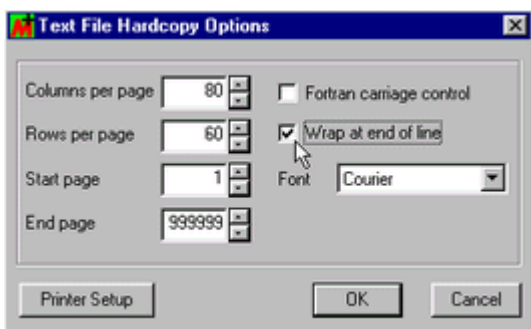 Text File Hardcopy Options
Columns per page 80 Fortran carriage control
Rows per page 60 Wrap at end of line
Start page 1 Font Courier
End page 999999
Printer Setup OK Cancel